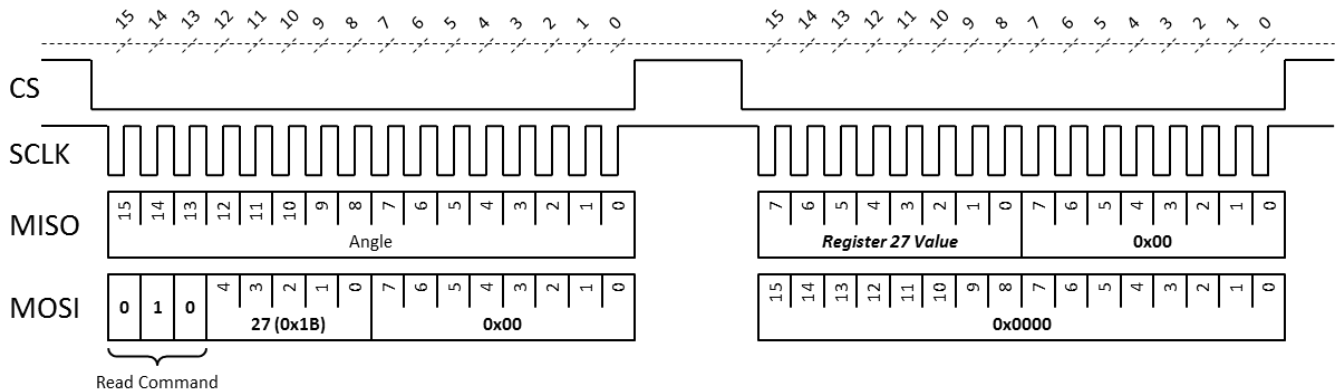 15 14 13 12 11 10 9 8 7 6 5 4 3 2 1 0 15 14 13 12 11 10 9 8 7 6 5 4 3 2 1 0
CS
SCLK
MISO 15 14 13 12 11 10 9 8 7 6 5 4 3 2 1 0 7 6 5 4 3 2 1 0 7 6 5 4 3 2 1 0
Angle Register 27 Value 0x00
MOSI 0 1 0 4 3 2 1 0 7 6 5 4 3 2 1 0 15 14 13 12 11 10 9 8 7 6 5 4 3 2 1 0
27 (0x1B) 0x00 0x0000
Read Command